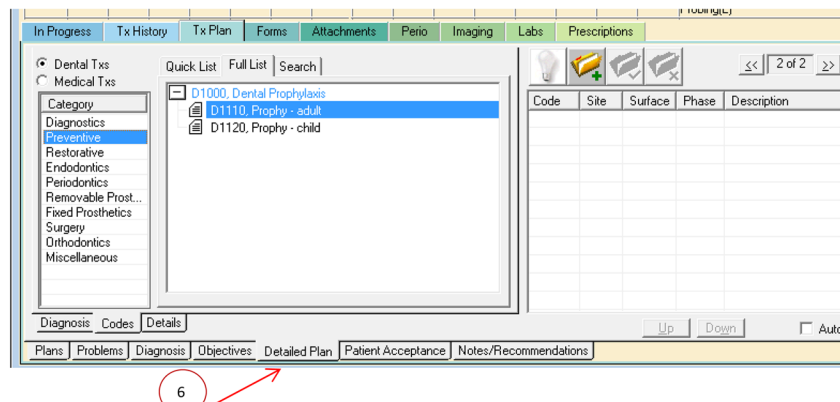 Probing(L)
In Progress Tx History Tx Plan Forms Attachments Perio Imaging Labs Prescriptions
Dental Txs
Medical Txs
Quick List Full List Search
<< 2 of 2 >>
Category
Diagnostics
Preventive
Restorative
Endodontics
Periodontics
Removable Prost...
Fixed Prosthetics
Surgery
Orthodontics
Miscellaneous
D1000, Dental Prophylaxis
D1110, Prophy - adult
D1120, Prophy - child
Code Site Surface Phase Description
Diagnosis Codes Details
Up Down Auto
Plans Problems Diagnosis Objectives Detailed Plan Patient Acceptance Notes/Recommendations
6